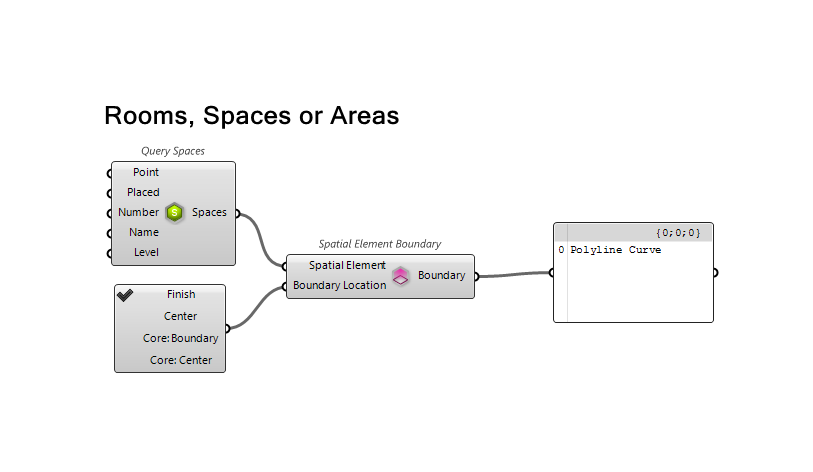 Rooms, Spaces or Areas
Query Spaces
Point
Placed
Number
Name
Level
S
Spaces
Finish
Center
Core: Boundary
Core: Center
Spatial Element Boundary
Spatial Element
Boundary Location
Boundary
{0;0;0}
0 Polyline Curve